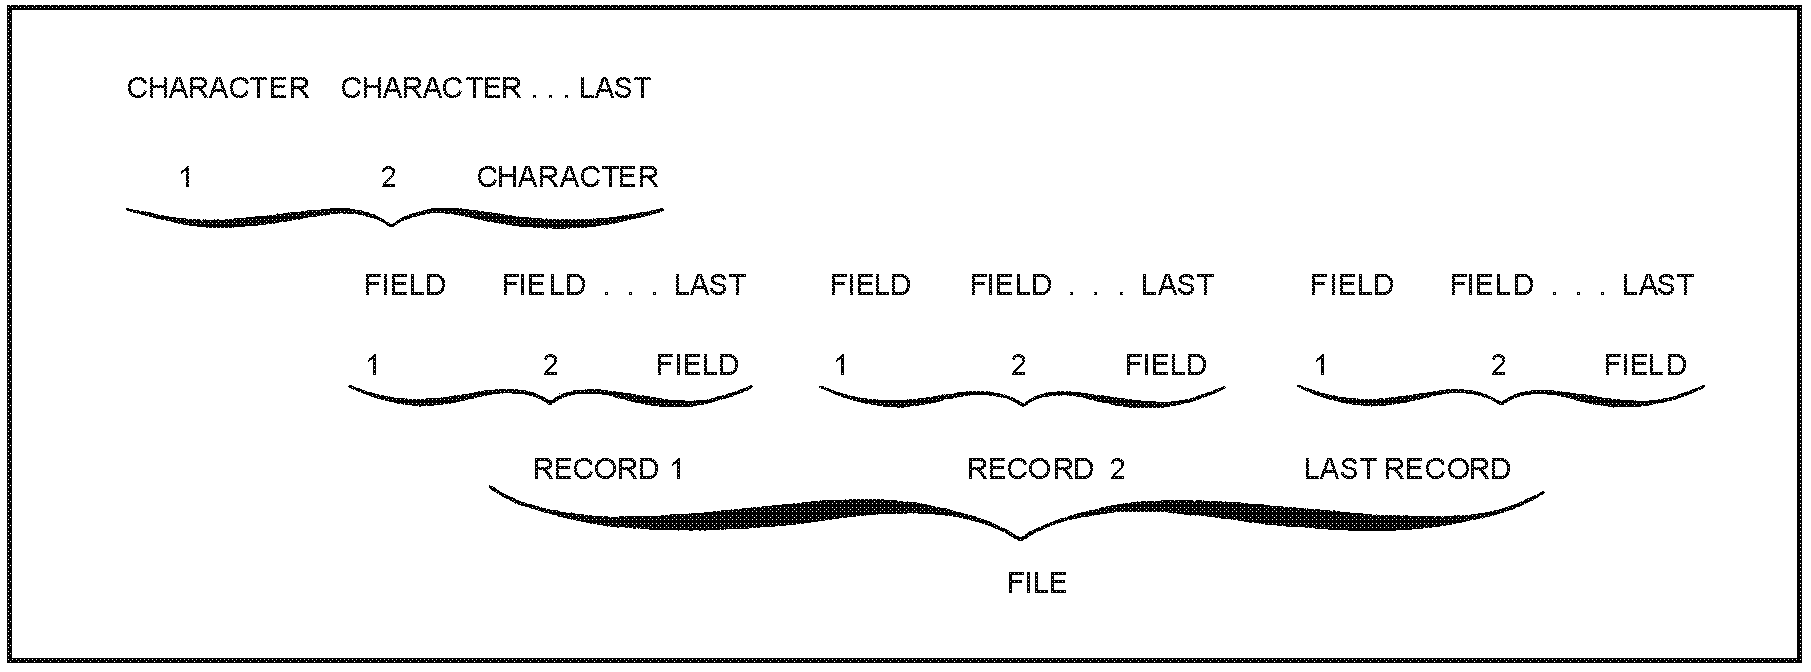 CHARACTER CHARACTER . . . LAST
1 2 CHARACTER
FIELD FIELD . . . LAST FIELD FIELD . . . LAST FIELD FIELD . . . LAST
1 2 FIELD 1 2 FIELD 1 2 FIELD
RECORD 1 RECORD 2 LAST RECORD
FILE